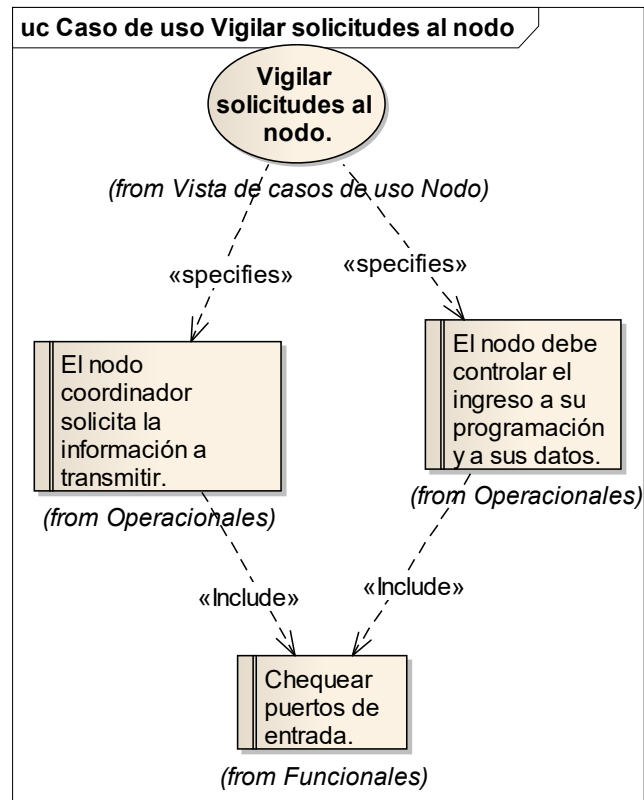 uc Caso de uso Vigilar solicitudes al nodo
Vigilar
solicitudes al
nodo.
(from Vista de casos de uso Nodo)
«specifies»
«specifies»
El nodo
coordinador
solicita la
información a
transmitir.
(from Operacionales)
El nodo debe
controlar el
ingreso a su
programación
y a sus datos.
(from Operacionales)
«Include»
«Include»
Chequear
puertos de
entrada.
(from Funcionales)